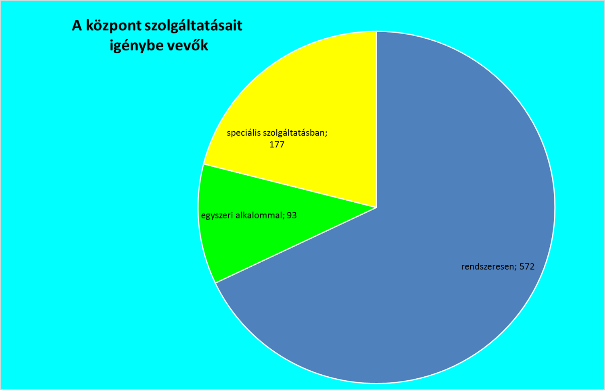 A központ szolgáltatásait
igénybe vevők
speciális szolgáltatásban;
177
egyszeri alkalommal; 93
rendszeresen; 572